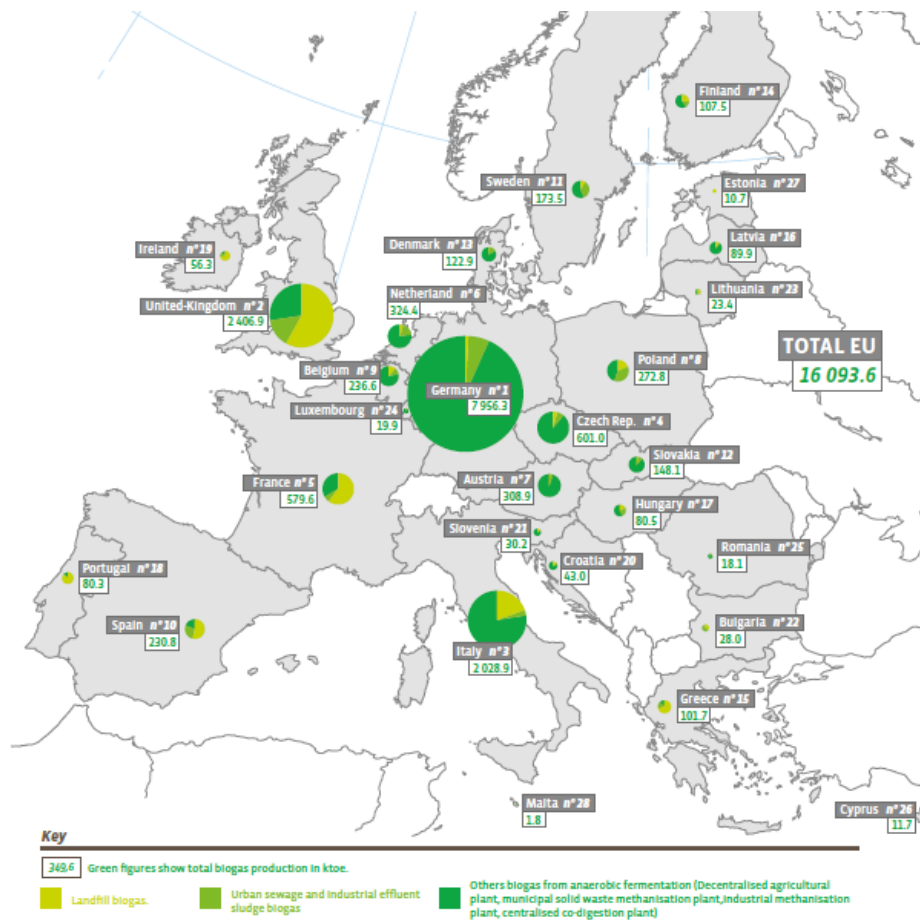 Finland n°14
107.5
Sweden n°11
173.5
Estonia n°27
10.7
Latvia n°16
89.9
Ireland n°19
56.3
Denmark n°13
122.9
Lithuania n°23
23.4
United-Kingdom n°2
2 406.9
Netherland n°6
324.4
TOTAL EU
16 093.6
Poland n°8
272.8
Belgium n°9
236.6
Germany n°1
7 956.3
Luxembourg n°24
19.9
Czech Rep. n°4
601.0
Slovakia n°12
148.1
France n°5
579.6
Austria n°7
308.9
Hungary n°17
80.5
Slovenia n°21
30.2
Romania n°25
18.1
Croatia n°20
43.0
Portugal n°18
80.3
Spain n°10
230.8
Bulgaria n°22
28.0
Italy n°3
2 028.9
Greece n°15
101.7
Malta n°28
1.8
Cyprus n°26
11.7
Key
349,6 Green figures show total biogas production in ktoe.
Landfill biogas.
Urban sewage and industrial effluent
sludge biogas
Others biogas from anaerobic fermentation (Decentralised agricultural
plant, municipal solid waste methanisation plant,industrial methanisation
plant, centralised co-digestion plant)